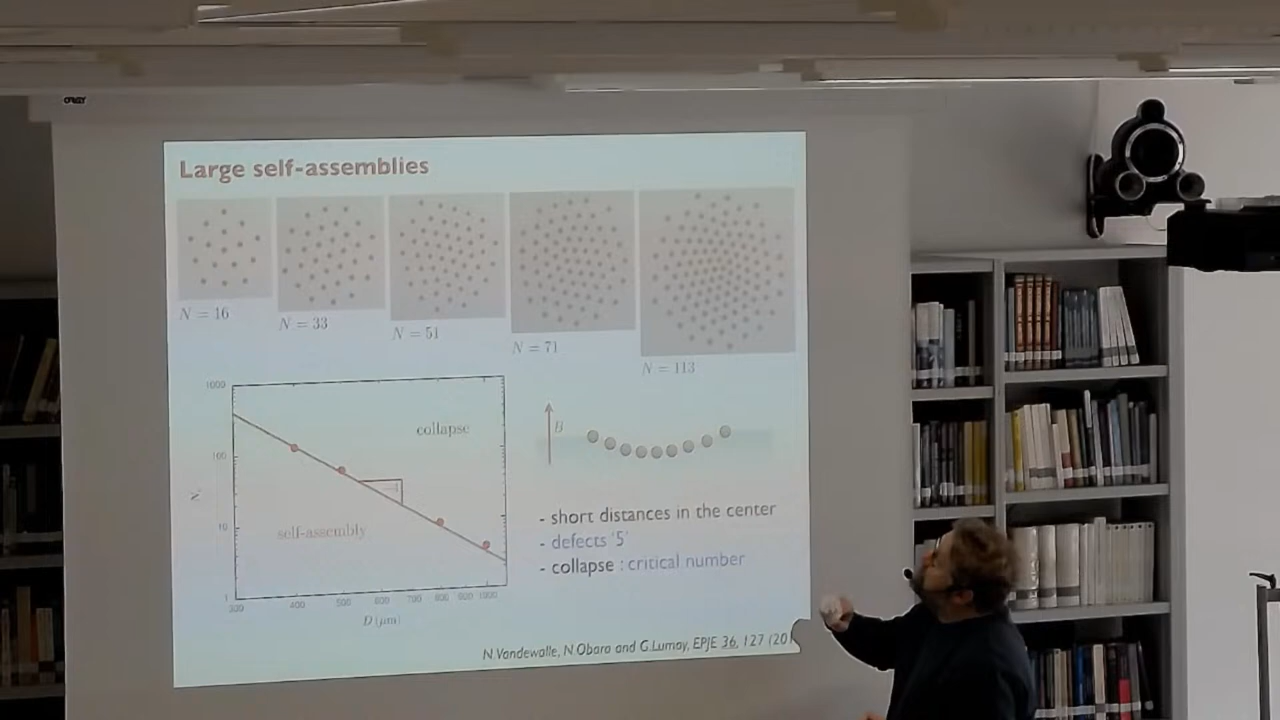 Large self-assemblies
N = 16
N = 33
N = 51
N = 71
N = 113
1000
100
10
1
collapse
self-assembly
300 400 500 600 700 800 900 1000
D (μm)
B
- short distances in the center
- defects '5'
- collapse : critical number
N.Vandewalle, N.Obara and G.Lumay, EPJE 36, 127 (20